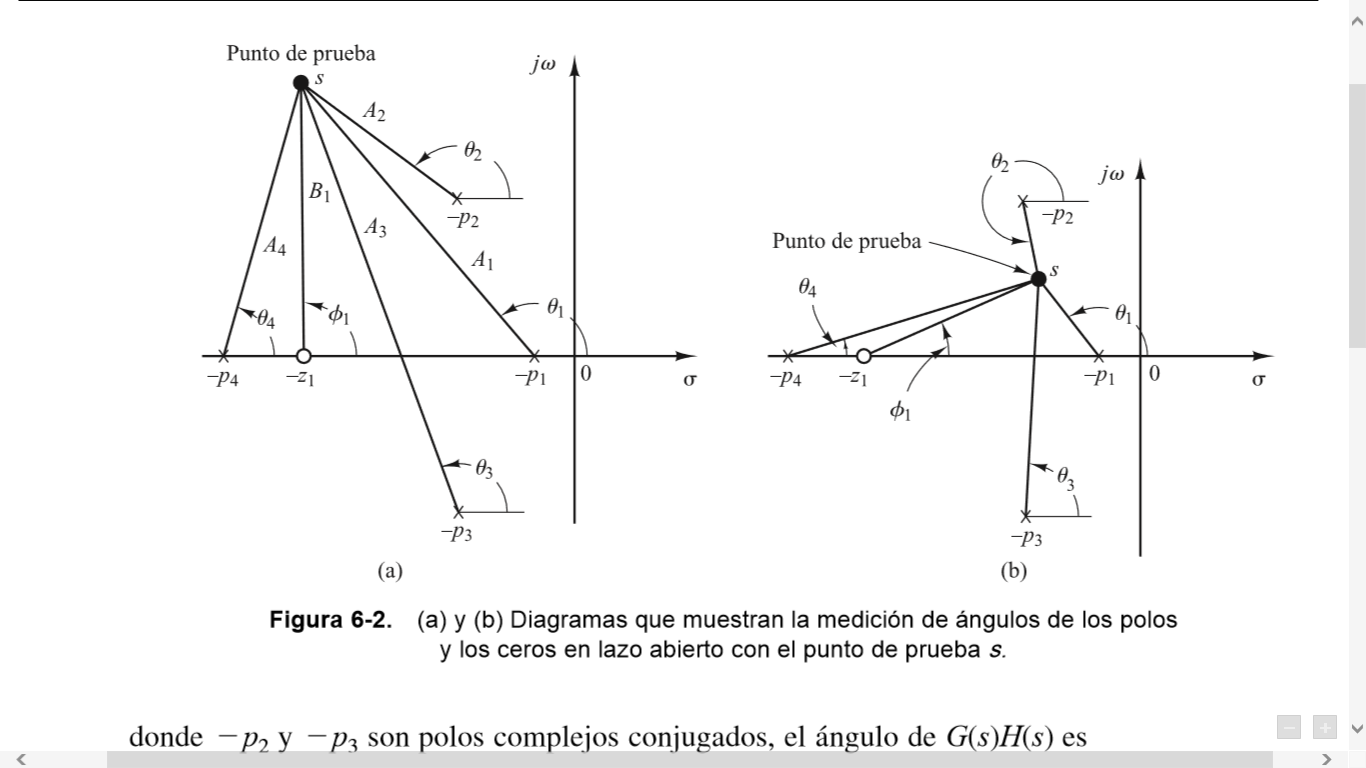 Punto de prueba
s
jω
A2
θ2
B1
−p2
A3
A4
A1
θ4
ϕ1
θ1
−p4
−z1
−p1
0
σ
θ3
−p3
(a)
θ2
jω
−p2
Punto de prueba
s
θ4
θ1
−p4
−z1
−p1
0
σ
ϕ1
θ3
−p3
(b)
Figura 6-2. (a) y (b) Diagramas que muestran la medición de ángulos de los polos
y los ceros en lazo abierto con el punto de prueba s.
donde −p2 y −p3 son polos complejos conjugados, el ángulo de G(s)H(s) es